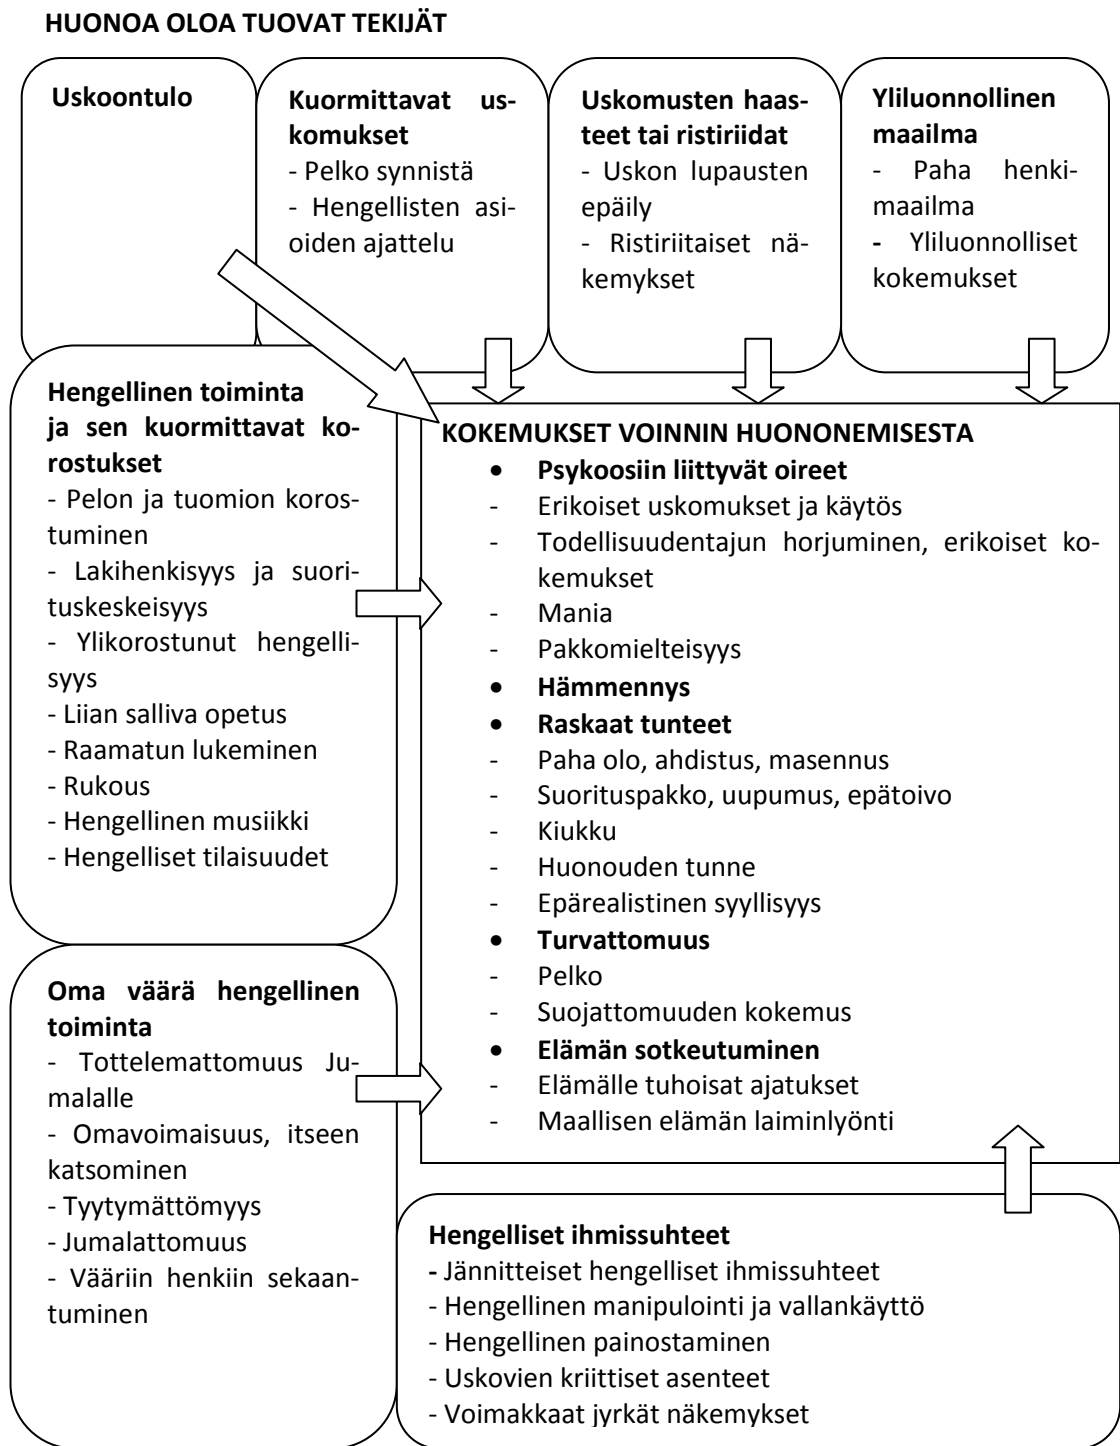 HUONOA OLOA TUOVAT TEKIJÄT
Uskoontulo
Kuormittavat us-
komukset
- Pelko synnistä
- Hengellisten asi-
oiden ajattelu
Uskomusten haas-
teet tai ristiriidat
- Uskon lupausten
epäily
- Ristiriitaiset nä-
kemykset
Yliluonnollinen
maailma
- Paha henki-
maailma
- Yliluonnolliset
kokemukset
Hengellinen toiminta
ja sen kuormittavat ko-
rostukset
- Pelon ja tuomion koros-
tuminen
- Lakihenkisyys ja suori-
tuskeskeisyys
- Ylikorostunut hengelli-
syys
- Liian salliva opetus
- Raamatun lukeminen
- Rukous
- Hengellinen musiikki
- Hengelliset tilaisuudet
KOKEMUKSET VOINNIN HUONONEMISESTA
• Psykoosiin liittyvät oireet
- Erikoiset uskomukset ja käytös
- Todellisuudentajun horjuminen, erikoiset ko-
kemukset
- Mania
- Pakkomielteisyys
• Hämmennys
• Raskaat tunteet
- Paha olo, ahdistus, masennus
- Suorituspakko, uupumus, epätoivo
- Kiukku
- Huonouden tunne
- Epärealistinen syyllisyys
• Turvattomuus
- Pelko
- Suojattomuuden kokemus
• Elämän sotkeutuminen
- Elämälle tuhoisat ajatukset
- Maallisen elämän laiminlyönti
Oma väärä hengellinen
toiminta
- Tottelemattomuus Ju-
malalle
- Omavoimaisuus, itseen
katsominen
- Tyytymättömyys
- Jumalattomuus
- Vääriin henkiin sekaan-
tuminen
Hengelliset ihmissuhteet
- Jännitteiset hengelliset ihmissuhteet
- Hengellinen manipulointi ja vallankäyttö
- Hengellinen painostaminen
- Uskovien kriittiset asenteet
- Voimakkaat jyrkät näkemykset